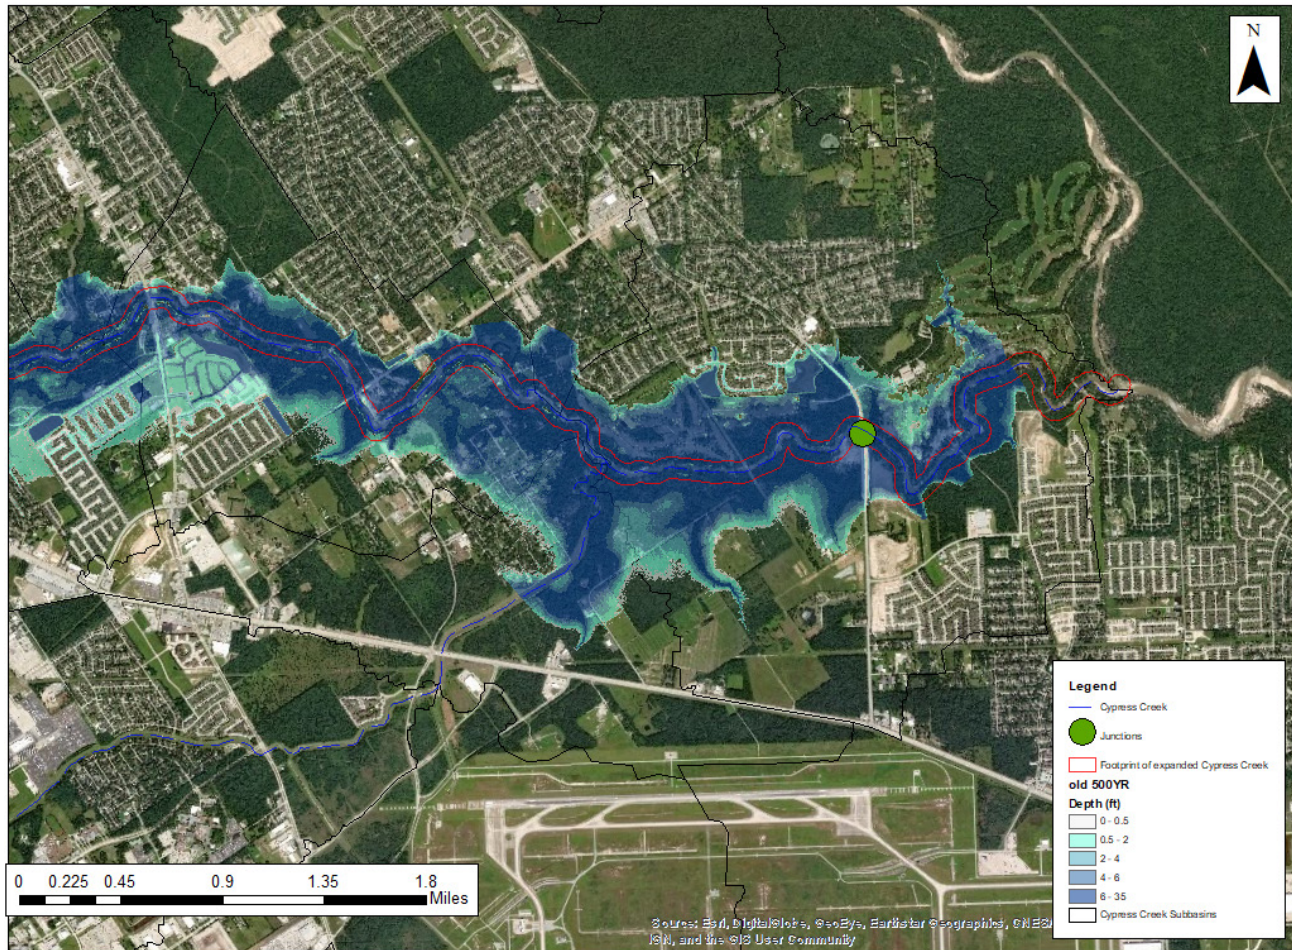 N
Legend
Cypress Creek
Junctions
Footprint of expanded Cypress Creek
old 500YR
Depth (ft)
0 - 0.5
0.5 - 2
2 - 4
4 - 6
6 - 35
Cypress Creek Subbasins
0 0.225 0.45 0.9 1.35 1.8
Miles
Source: Esri, DigitalGlobe, GeoEye, Earthstar Geographics, CNES/
IGN, and the GIS User Community